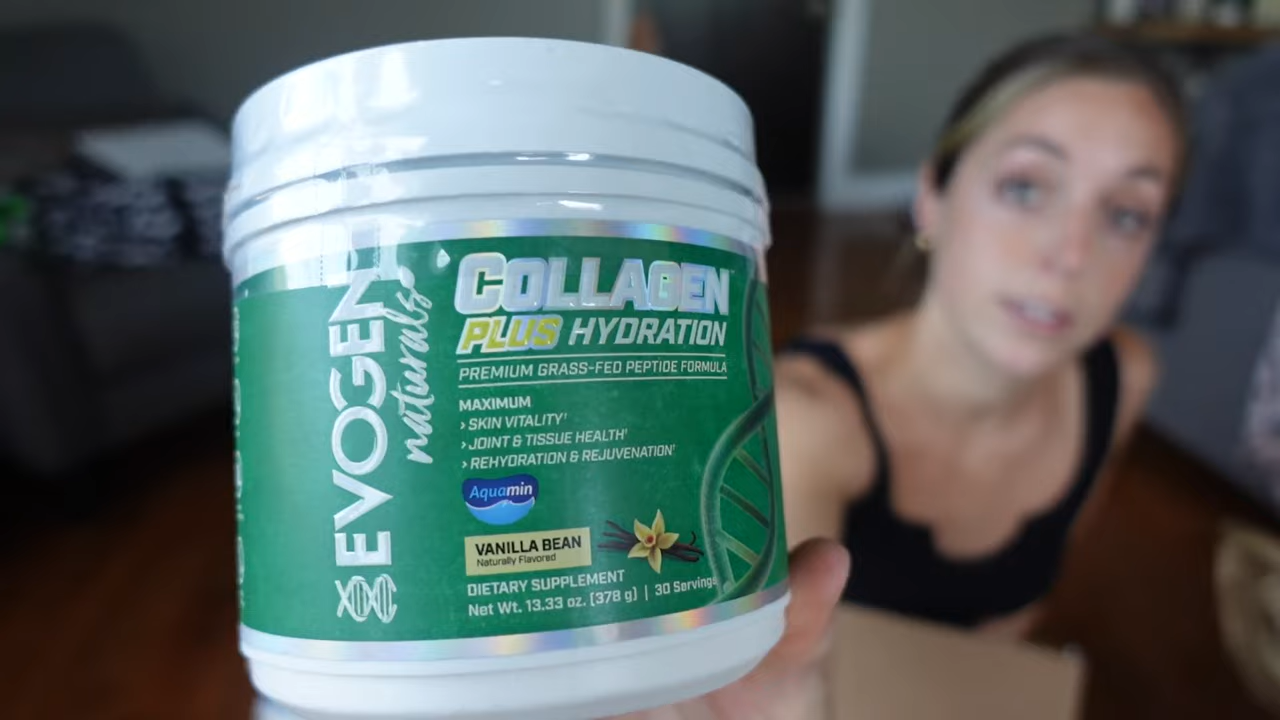 EVOGEN
naturals
COLLAGEN
PLUS HYDRATION
PREMIUM GRASS-FED PEPTIDE FORMULA
MAXIMUM
› SKIN VITALITY†
› JOINT & TISSUE HEALTH†
› REHYDRATION & REJUVENATION†
Aquamin
VANILLA BEAN
Naturally Flavored
DIETARY SUPPLEMENT
Net Wt. 13.33 oz. (378 g) | 30 Servings